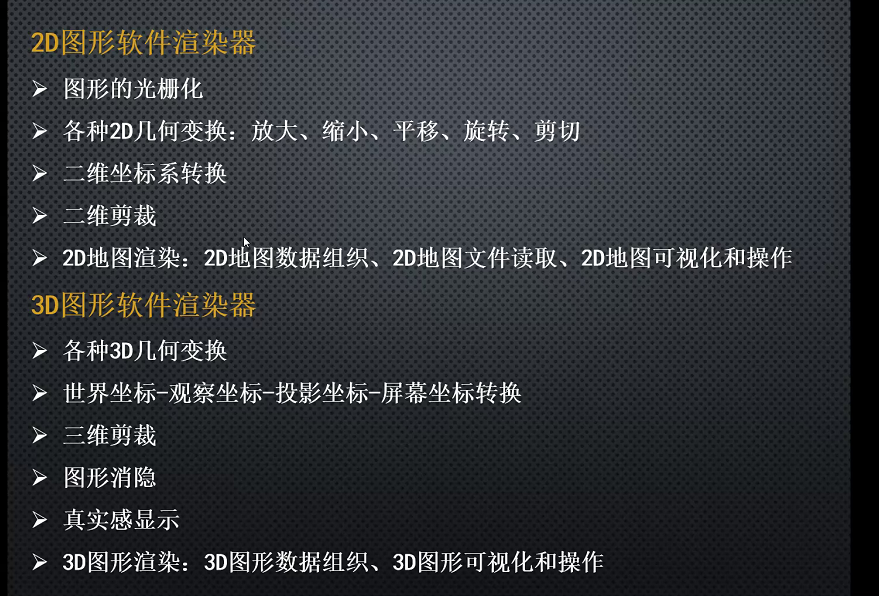 2D图形软件渲染器
➢ 图形的光栅化
➢ 各种2D几何变换：放大、缩小、平移、旋转、剪切
➢ 二维坐标系转换
➢ 二维剪裁
➢ 2D地图渲染：2D地图数据组织、2D地图文件读取、2D地图可视化和操作
3D图形软件渲染器
➢ 各种3D几何变换
➢ 世界坐标-观察坐标-投影坐标-屏幕坐标转换
➢ 三维剪裁
➢ 图形消隐
➢ 真实感显示
➢ 3D图形渲染：3D图形数据组织、3D图形可视化和操作